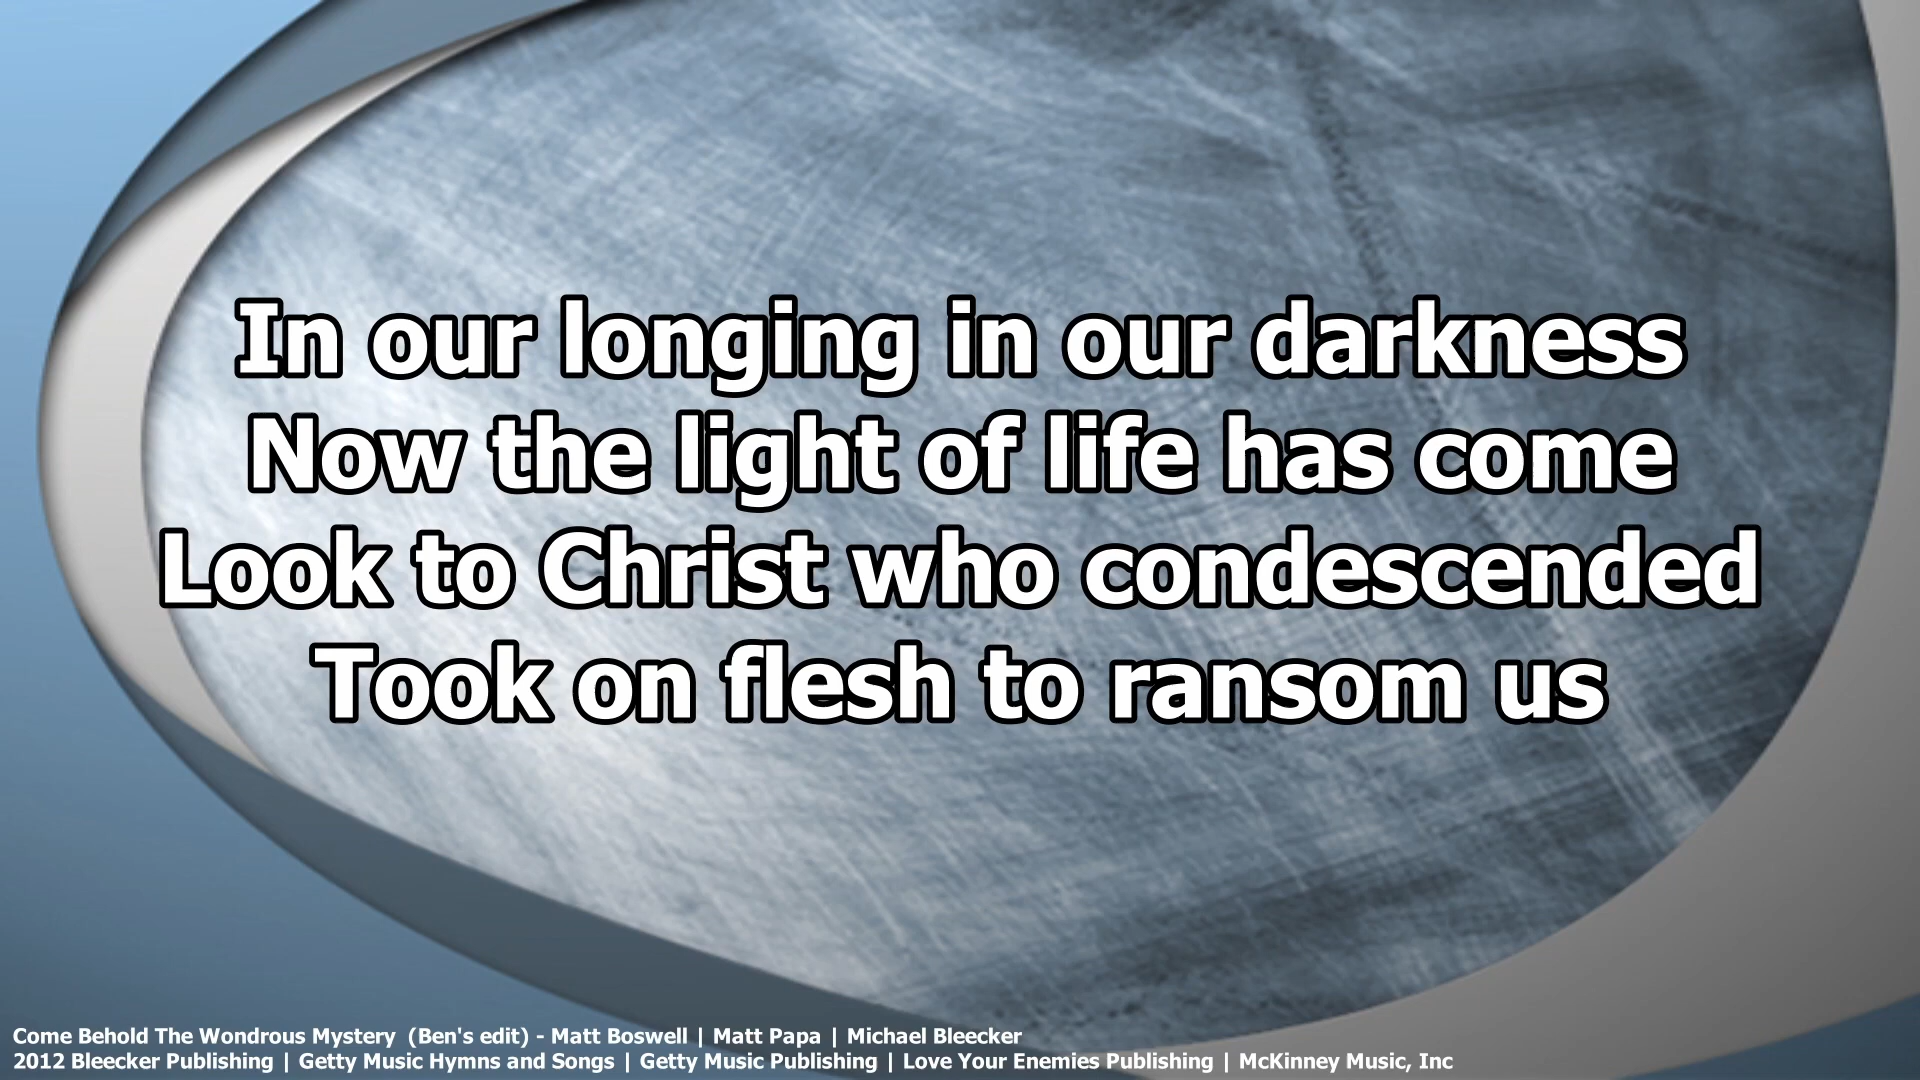 In our longing in our darkness
Now the light of life has come
Look to Christ who condescended
Took on flesh to ransom us
Come Behold The Wondrous Mystery  (Ben's edit) - Matt Boswell | Matt Papa | Michael Bleecker
2012 Bleecker Publishing | Getty Music Hymns and Songs | Getty Music Publishing | Love Your Enemies Publishing | McKinney Music, Inc